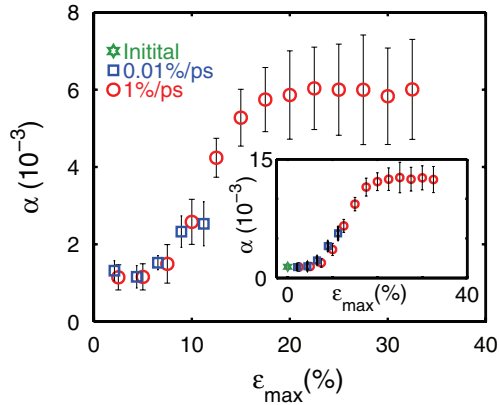 8
6
4
2
0
α (10⁻³)
Initital
0.01%/ps
1%/ps
15
0
α (10⁻³)
0
40
ε_max(%)
0
10
20
30
40
ε_max(%)